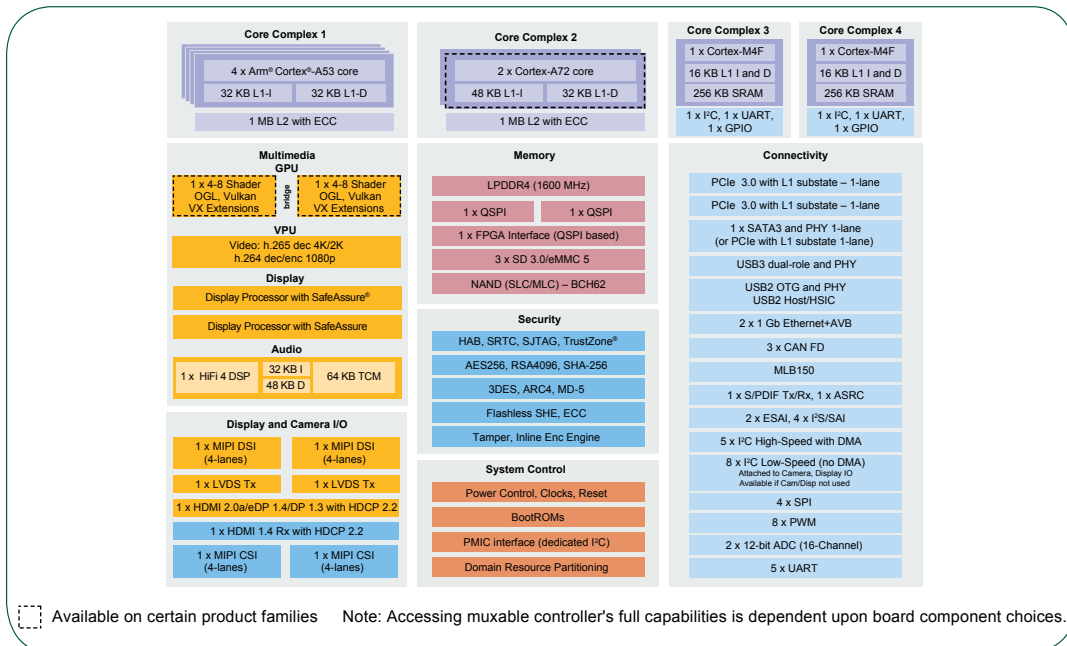 Core Complex 1
4 x Arm® Cortex®-A53 core
32 KB L1-I
32 KB L1-D
1 MB L2 with ECC
Core Complex 2
2 x Cortex-A72 core
48 KB L1-I
32 KB L1-D
1 MB L2 with ECC
Core Complex 3
1 x Cortex-M4F
16 KB L1 I and D
256 KB SRAM
1 x I²C, 1 x UART,
1 x GPIO
Core Complex 4
1 x Cortex-M4F
16 KB L1 I and D
256 KB SRAM
1 x I²C, 1 x UART,
1 x GPIO
Multimedia
GPU
1 x 4-8 Shader
OGL, Vulkan
VX Extensions
bridge
1 x 4-8 Shader
OGL, Vulkan
VX Extensions
VPU
Video: h.265 dec 4K/2K
h.264 dec/enc 1080p
Display
Display Processor with SafeAssure®
Display Processor with SafeAssure
Audio
1 x HiFi 4 DSP
32 KB I
48 KB D
64 KB TCM
Display and Camera I/O
1 x MIPI DSI
(4-lanes)
1 x MIPI DSI
(4-lanes)
1 x LVDS Tx
1 x LVDS Tx
1 x HDMI 2.0a/eDP 1.4/DP 1.3 with HDCP 2.2
1 x HDMI 1.4 Rx with HDCP 2.2
1 x MIPI CSI
(4-lanes)
1 x MIPI CSI
(4-lanes)
Memory
LPDDR4 (1600 MHz)
1 x QSPI
1 x QSPI
1 x FPGA Interface (QSPI based)
3 x SD 3.0/eMMC 5
NAND (SLC/MLC) – BCH62
Security
HAB, SRTC, SJTAG, TrustZone®
AES256, RSA4096, SHA-256
3DES, ARC4, MD-5
Flashless SHE, ECC
Tamper, Inline Enc Engine
System Control
Power Control, Clocks, Reset
BootROMs
PMIC interface (dedicated I²C)
Domain Resource Partitioning
Connectivity
PCIe 3.0 with L1 substate – 1-lane
PCIe 3.0 with L1 substate – 1-lane
1 x SATA3 and PHY 1-lane
(or PCIe with L1 substate 1-lane)
USB3 dual-role and PHY
USB2 OTG and PHY
USB2 Host/HSIC
2 x 1 Gb Ethernet+AVB
3 x CAN FD
MLB150
1 x S/PDIF Tx/Rx, 1 x ASRC
2 x ESAI, 4 x I²S/SAI
5 x I²C High-Speed with DMA
8 x I²C Low-Speed (no DMA)
Attached to Camera, Display IO
Available if Cam/Disp not used
4 x SPI
8 x PWM
2 x 12-bit ADC (16-Channel)
5 x UART
Available on certain product families
Note: Accessing muxable controller's full capabilities is dependent upon board component choices.